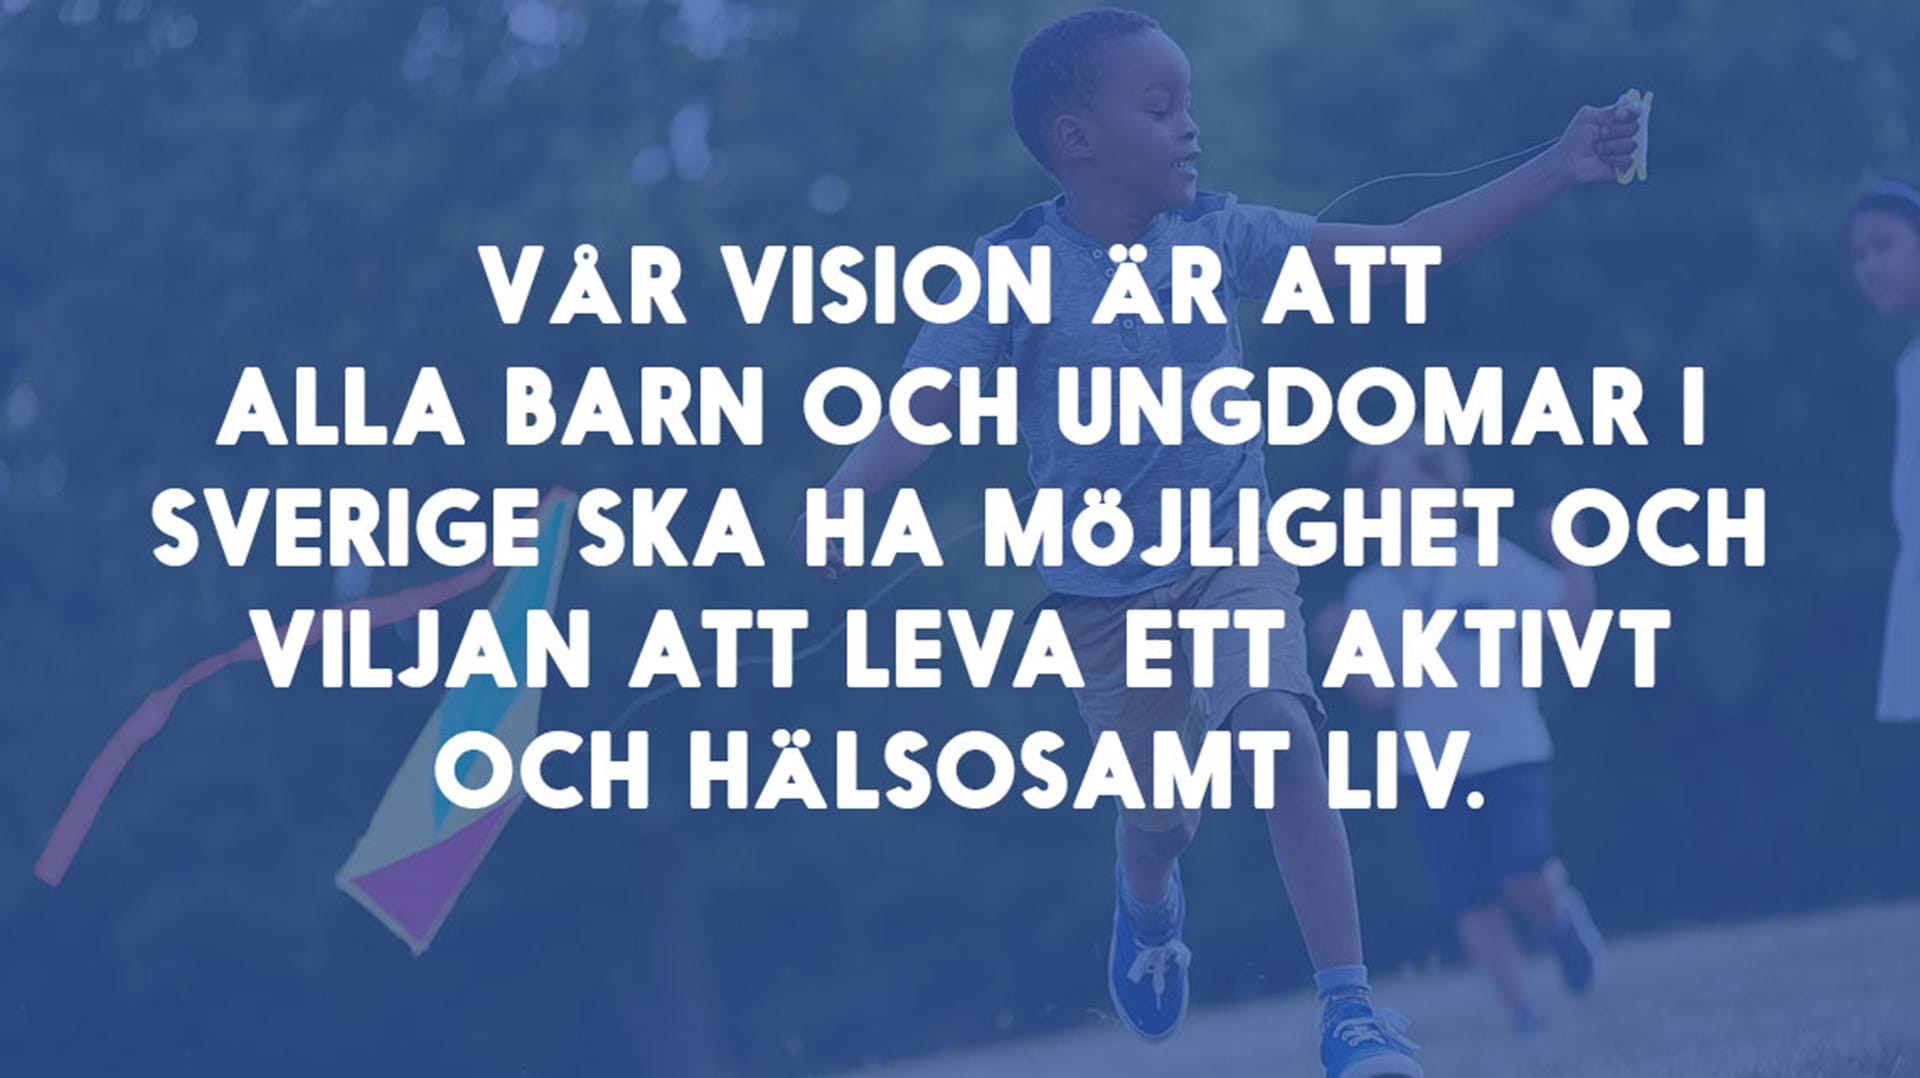 VÅR VISION ÄR ATT
ALLA BARN OCH UNGDOMAR I
SVERIGE SKA HA MÖJLIGHET OCH
VILJAN ATT LEVA ETT AKTIVT
OCH HÄLSOSAMT LIV.